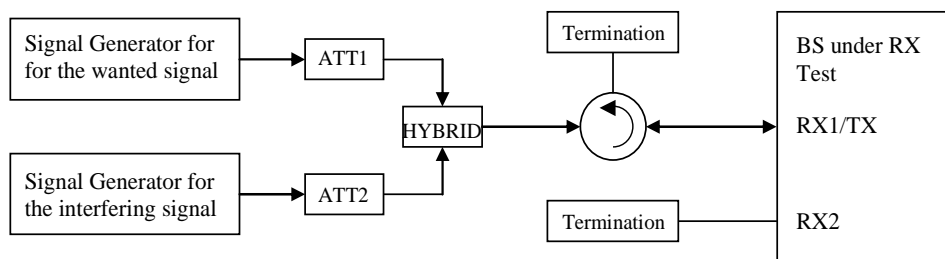 Signal Generator for
for the wanted signal
ATT1
HYBRID
Signal Generator for
the interfering signal
ATT2
Termination
Termination
BS under RX
Test
RX1/TX
RX2